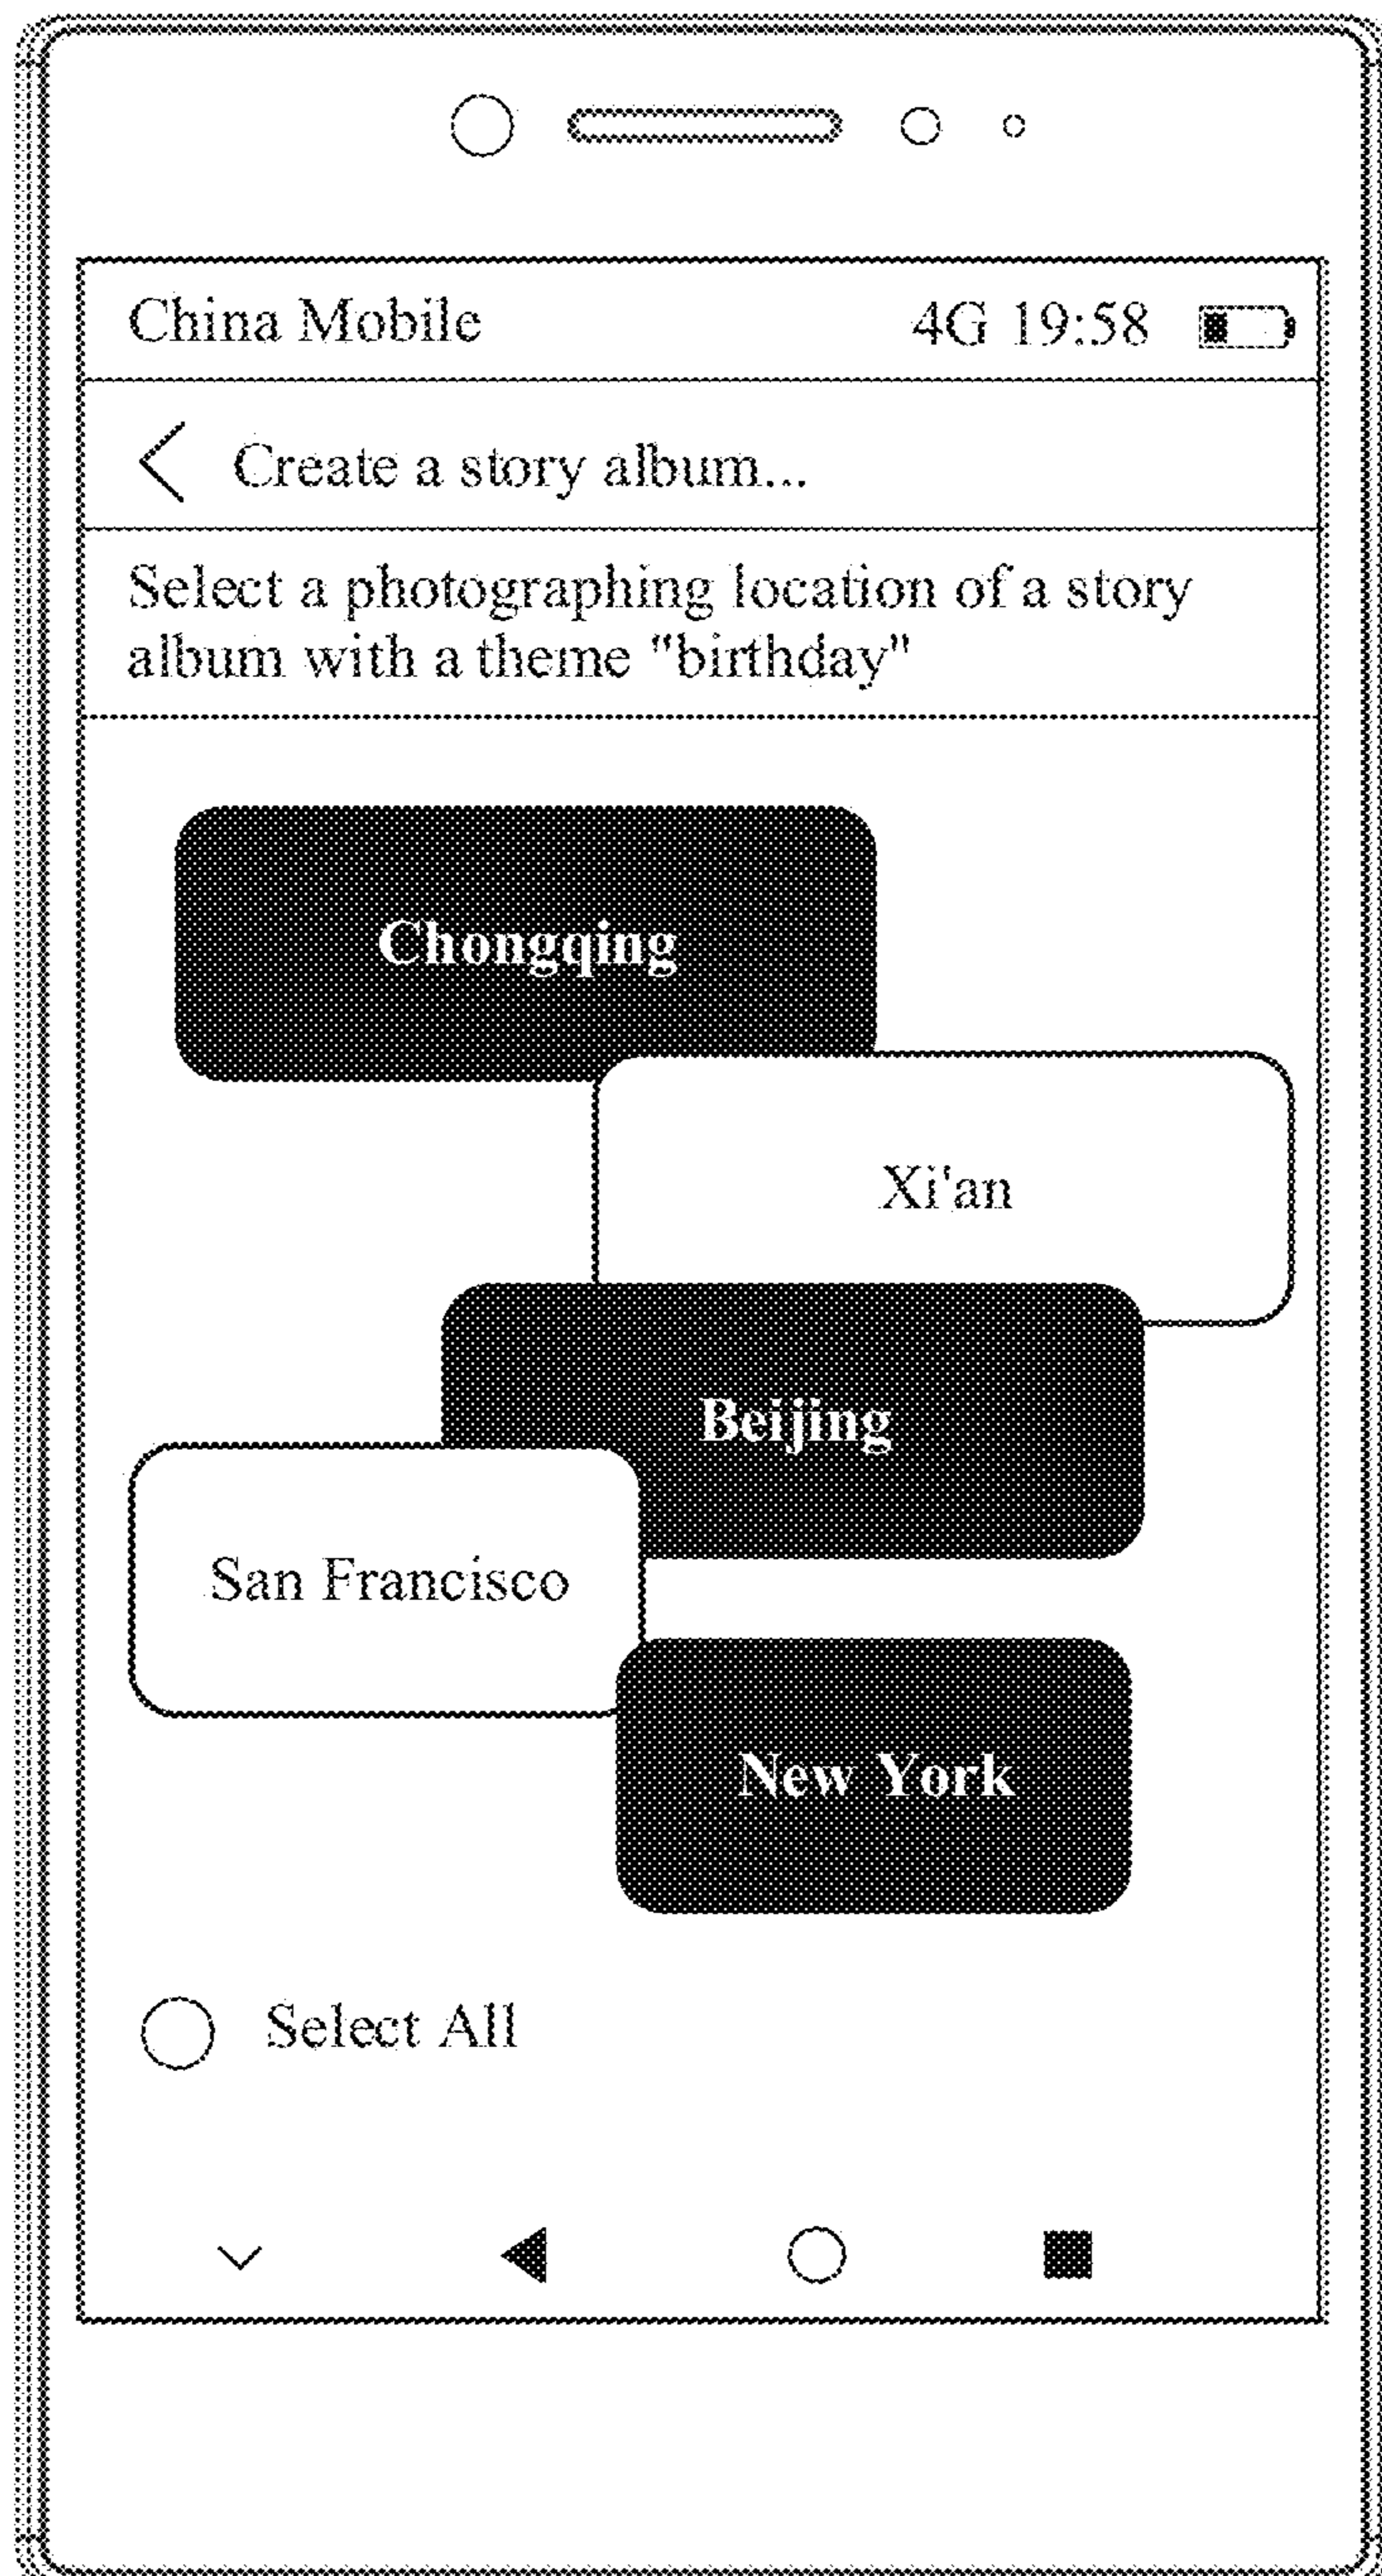 China Mobile 4G 19:58
Create a story album...
Select a photographing location of a story
album with a theme "birthday"
Chongqing
Xi'an
Beijing
San Francisco
New York
Select All